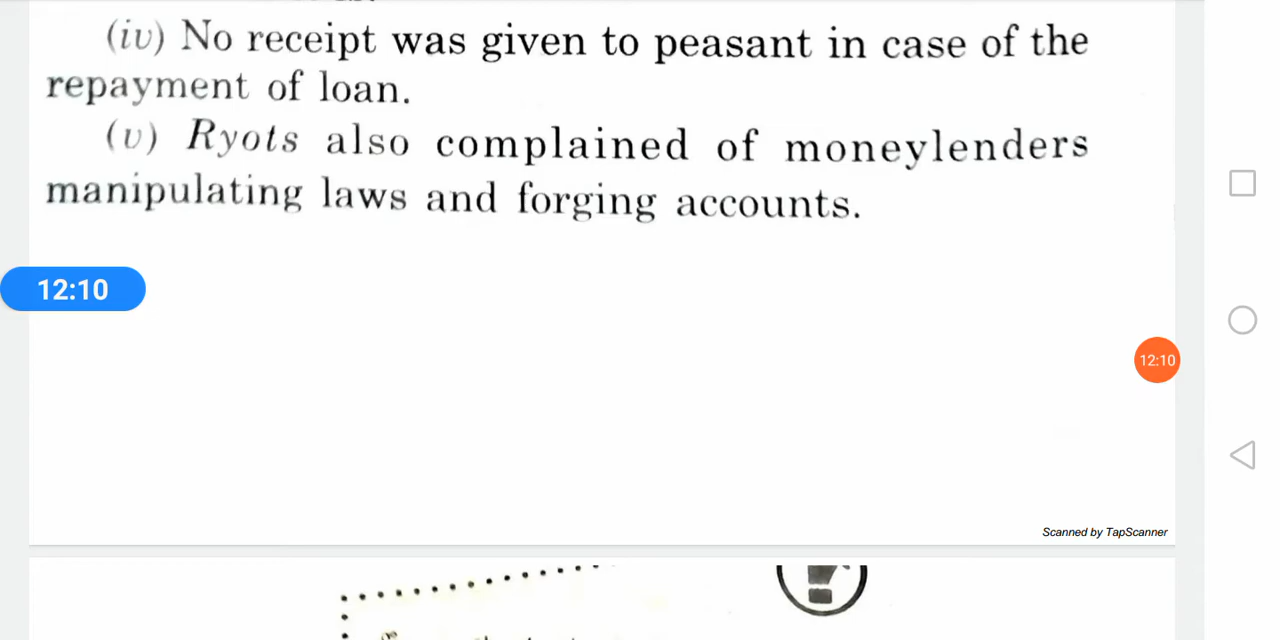 (iv) No receipt was given to peasant in case of the
repayment of loan.
(v) Ryots also complained of moneylenders
manipulating laws and forging accounts.
12:10
12:10
Scanned by TapScanner